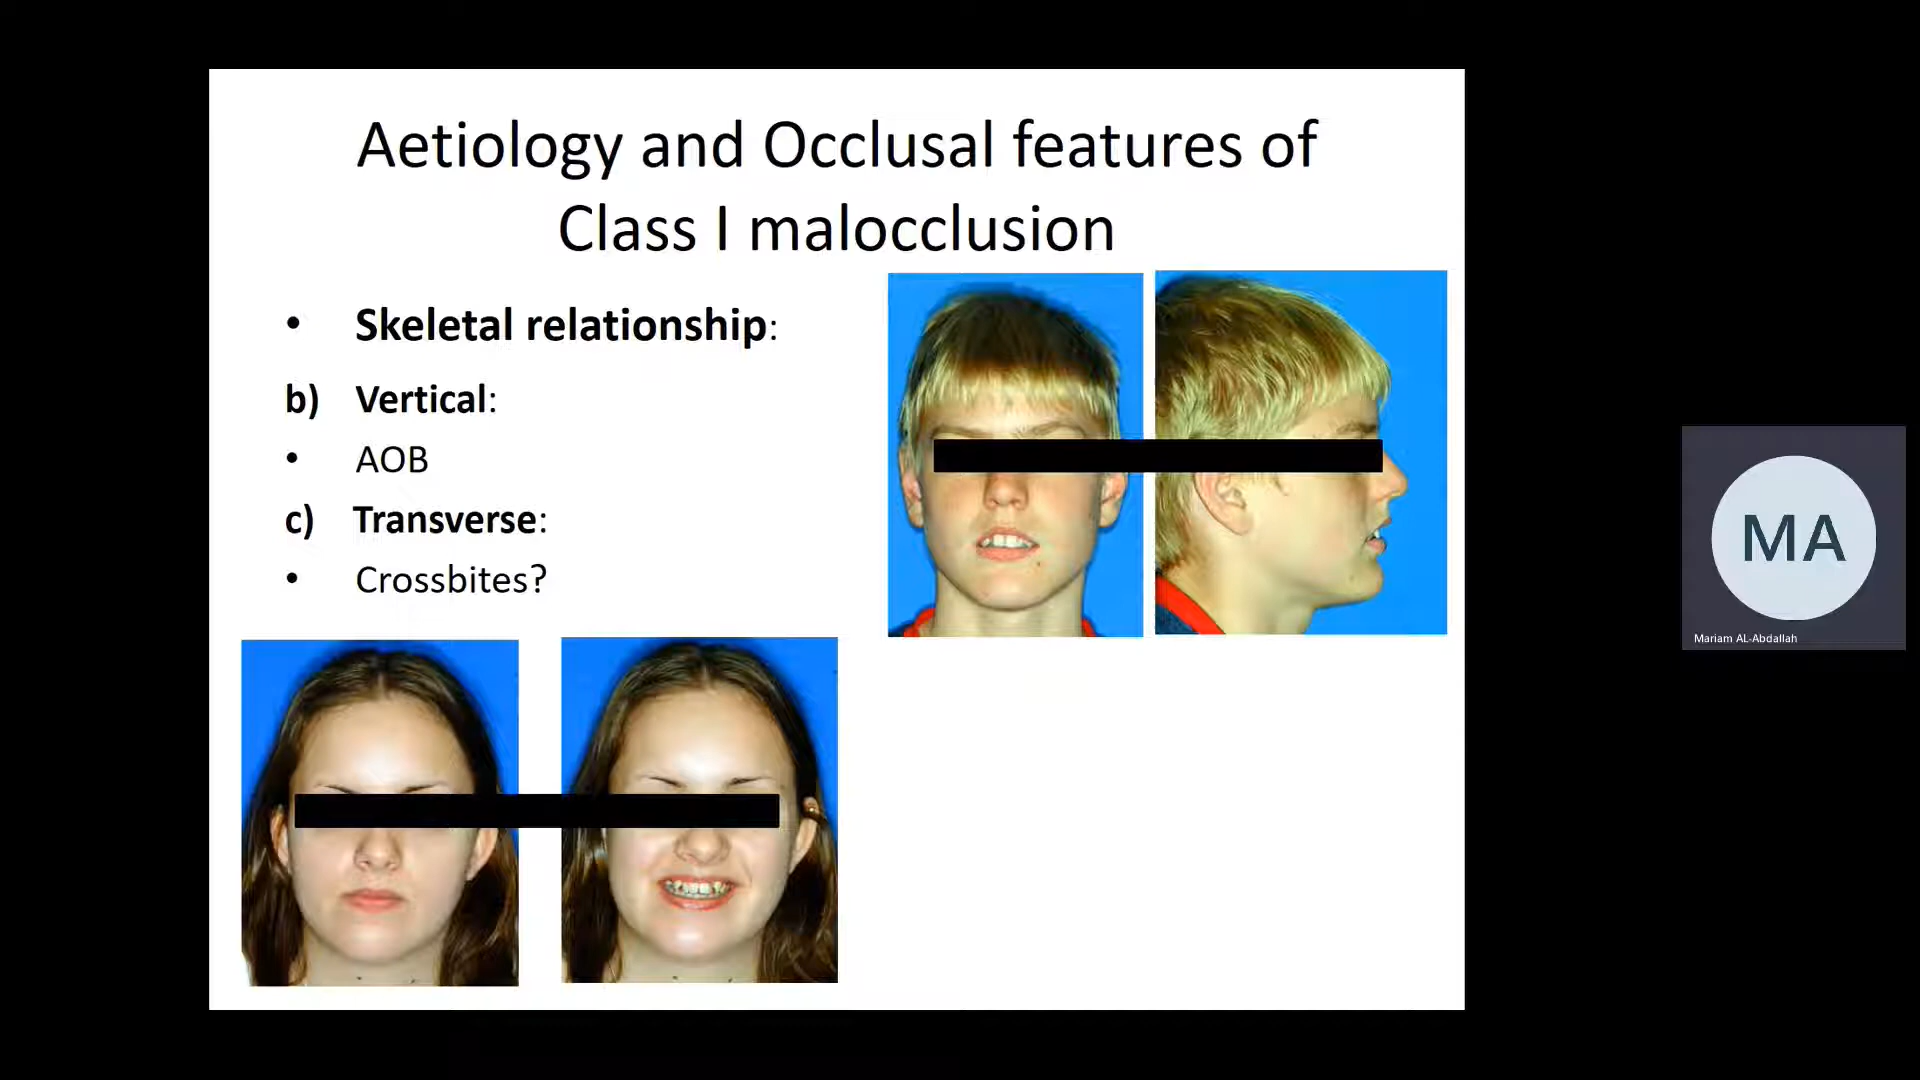 Aetiology and Occlusal features of
Class I malocclusion
• Skeletal relationship:
b) Vertical:
• AOB
c) Transverse:
• Crossbites?
MA
Mariam AL-Abdallah